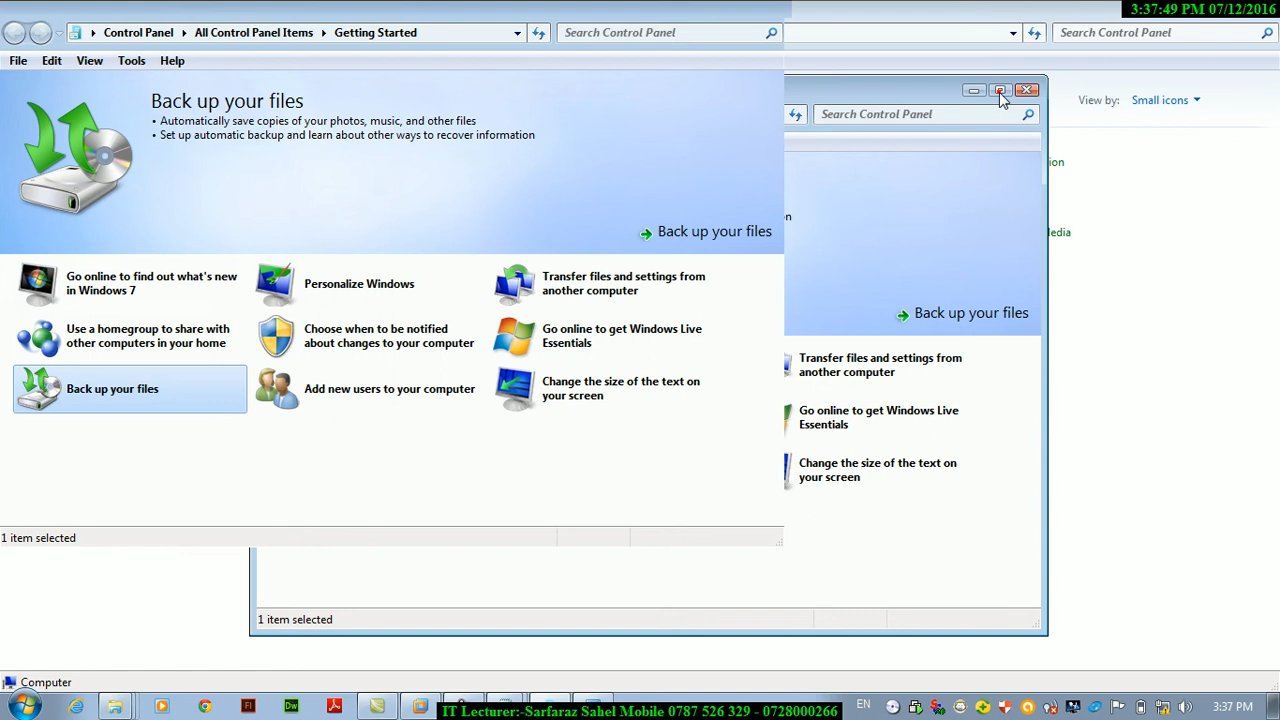 3:37:49 PM 07/12/2016
Control Panel
All Control Panel Items
Getting Started
Search Control Panel
Search Control Panel
File Edit View Tools Help
Back up your files
• Automatically save copies of your photos, music, and other files
• Set up automatic backup and learn about other ways to recover information
Back up your files
View by: Small icons
Search Control Panel
ion
on
edia
Back up your files
Go online to find out what's new
in Windows 7
Personalize Windows
Transfer files and settings from
another computer
Use a homegroup to share with
other computers in your home
Choose when to be notified
about changes to your computer
Go online to get Windows Live
Essentials
Back up your files
Add new users to your computer
Change the size of the text on
your screen
Transfer files and settings from
another computer
Go online to get Windows Live
Essentials
Change the size of the text on
your screen
1 item selected
1 item selected
Computer
Fl
Dw
EN
3:37 PM
IT Lecturer:-Sarfaraz Sahel Mobile 0787 526 329 - 0728000266